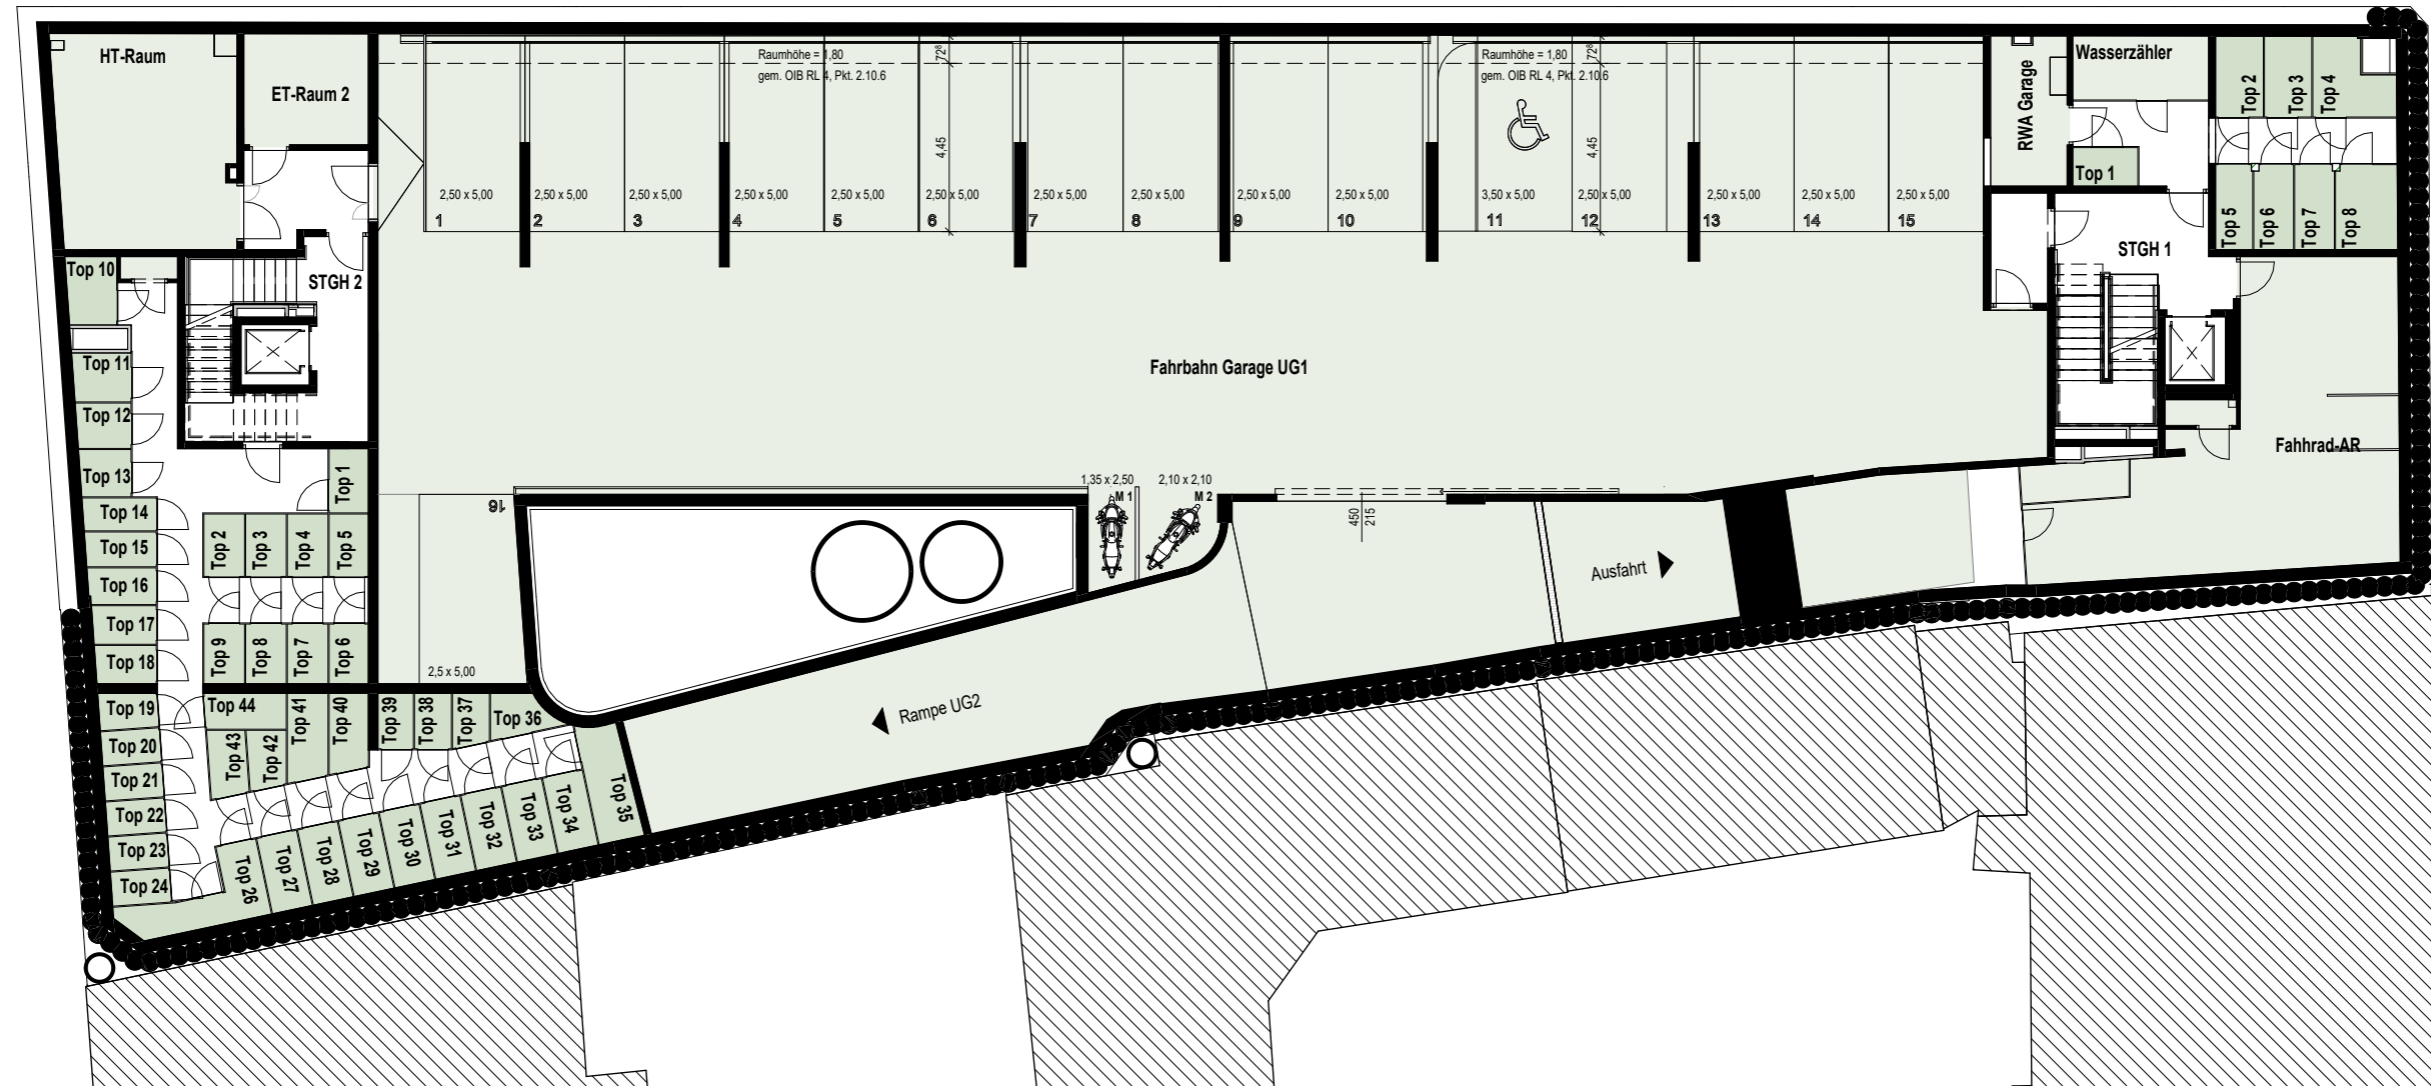 HT-Raum
ET-Raum 2
Raumhöhe = 1,80
gem. OIB RL 4, Pkt. 2.10.6
72⁸
4,45
Raumhöhe = 1,80
gem. OIB RL 4, Pkt. 2.10.6
72⁸
4,45
RWA Garage
Wasserzähler
Top 2
Top 3
Top 4
Top 1
2,50 x 5,00
2,50 x 5,00
2,50 x 5,00
2,50 x 5,00
2,50 x 5,00
2,50 x 5,00
2,50 x 5,00
2,50 x 5,00
2,50 x 5,00
2,50 x 5,00
3,50 x 5,00
2,50 x 5,00
2,50 x 5,00
2,50 x 5,00
2,50 x 5,00
1
2
3
4
5
6
7
8
9
10
11
12
13
14
15
Top 5
Top 6
Top 7
Top 8
STGH 1
STGH 2
Top 10
Top 11
Top 12
Top 13
Fahrbahn Garage UG1
Fahhrad-AR
Top 1
16
1,35 x 2,50
2,10 x 2,10
M 1
M 2
450
215
Top 14
Top 15
Top 16
Top 17
Top 18
Top 2
Top 3
Top 4
Top 5
Top 9
Top 8
Top 7
Top 6
2,5 x 5,00
Ausfahrt
Rampe UG2
Top 19
Top 20
Top 21
Top 22
Top 23
Top 24
Top 44
Top 43
Top 42
Top 41
Top 40
Top 39
Top 38
Top 37
Top 36
Top 26
Top 27
Top 28
Top 29
Top 30
Top 31
Top 32
Top 33
Top 34
Top 35